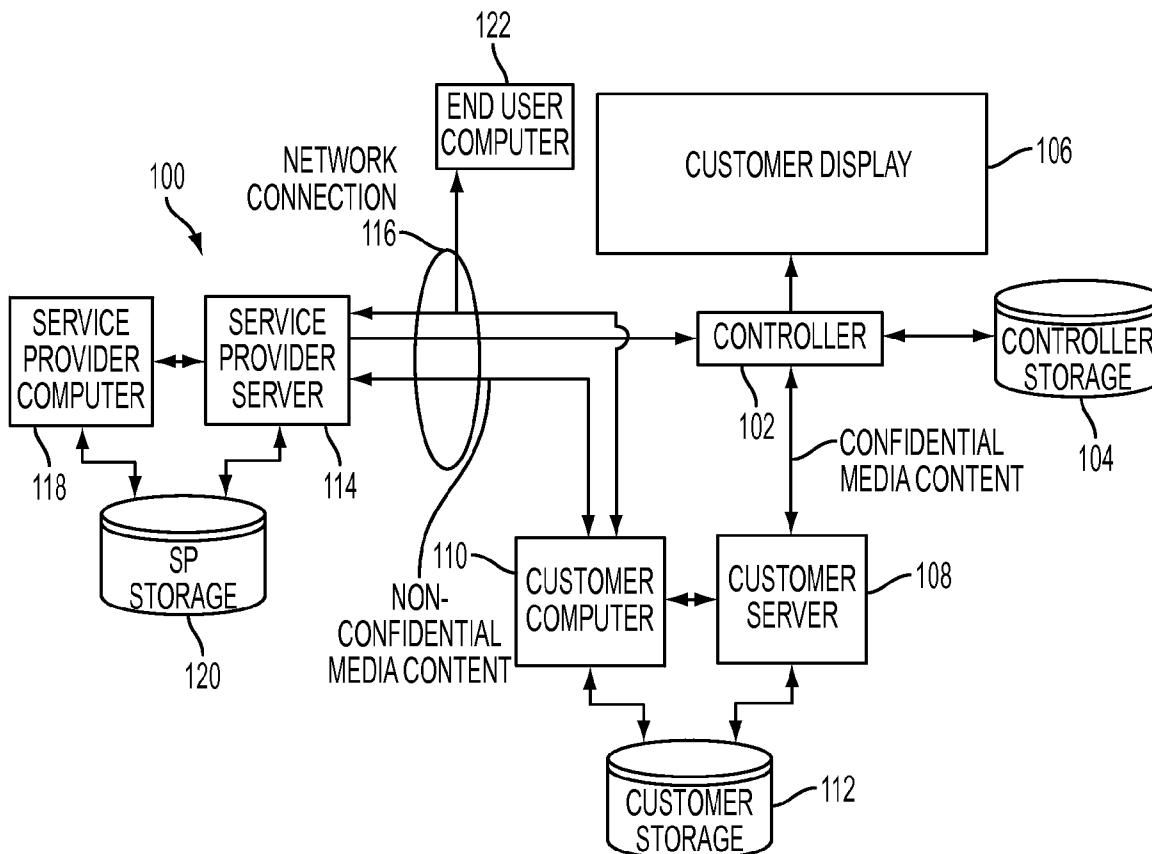 122
END USER
COMPUTER
NETWORK
CONNECTION
116
100
CUSTOMER DISPLAY
106
SERVICE
PROVIDER
COMPUTER
118
SERVICE
PROVIDER
SERVER
114
CONTROLLER
102
CONTROLLER
STORAGE
104
CONFIDENTIAL
MEDIA CONTENT
SP
STORAGE
120
NON-
CONFIDENTIAL
MEDIA CONTENT
110
CUSTOMER
COMPUTER
CUSTOMER
SERVER
108
CUSTOMER
STORAGE
112